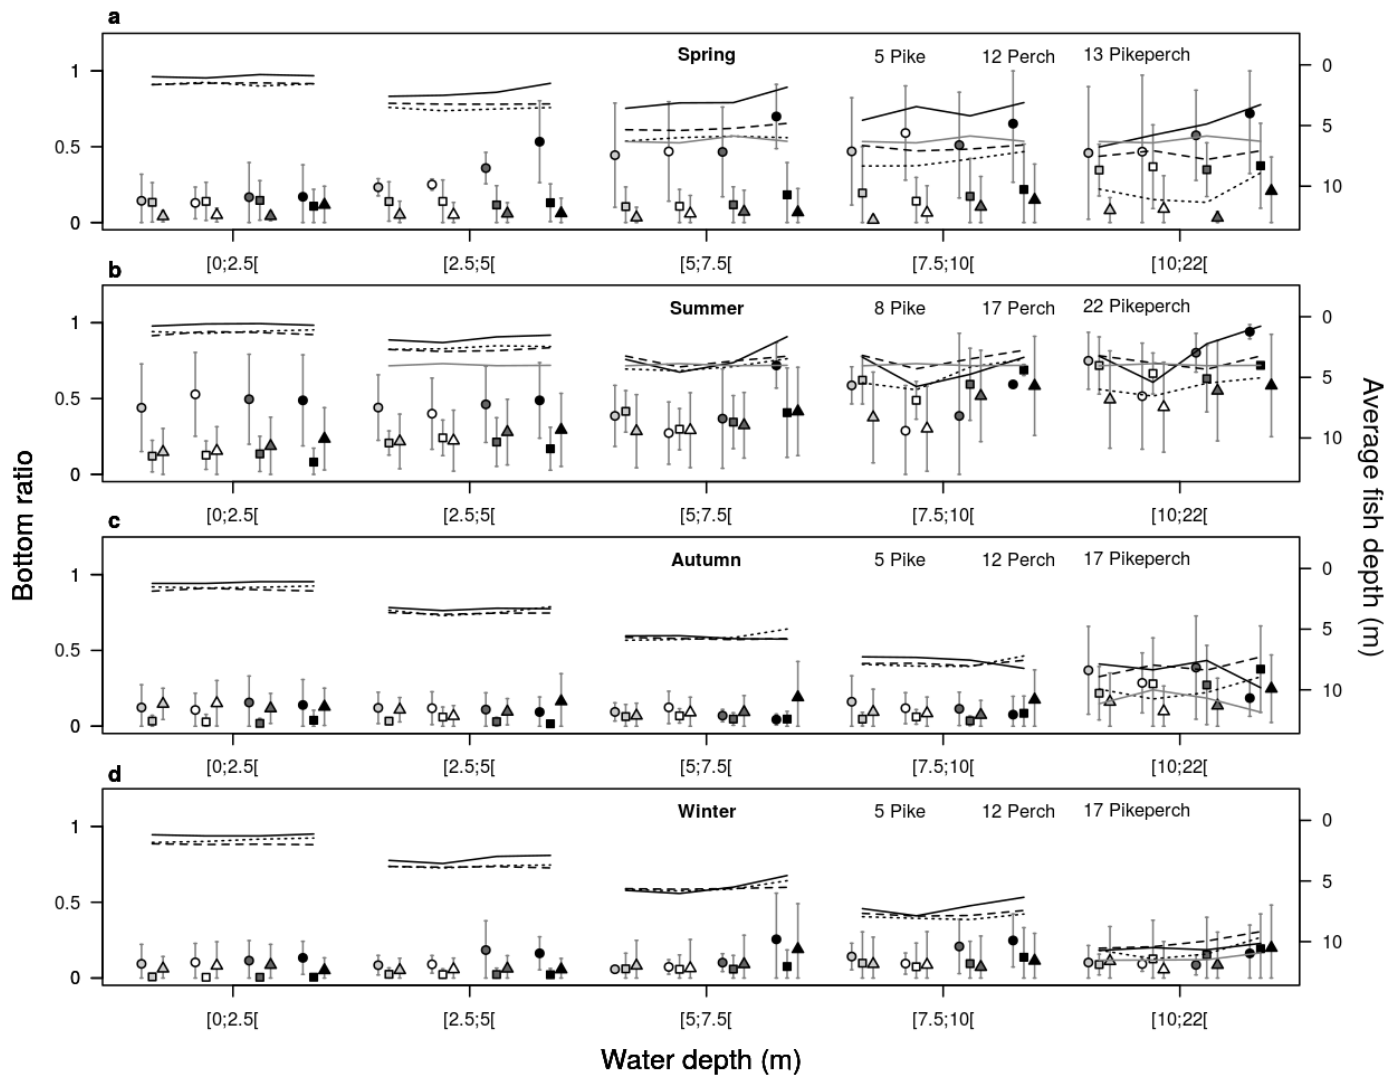 a
Spring 5 Pike 12 Perch 13 Pikeperch
1 0
0.5 5
10
0
[0;2.5[ [2.5;5[ [5;7.5[ [7.5;10[ [10;22[
b
Summer 8 Pike 17 Perch 22 Pikeperch
1 0
0.5 5
10
0
[0;2.5[ [2.5;5[ [5;7.5[ [7.5;10[ [10;22[
c
Autumn 5 Pike 12 Perch 17 Pikeperch
1 0
0.5 5
10
0
[0;2.5[ [2.5;5[ [5;7.5[ [7.5;10[ [10;22[
d
Winter 5 Pike 12 Perch 17 Pikeperch
1 0
0.5 5
10
0
[0;2.5[ [2.5;5[ [5;7.5[ [7.5;10[ [10;22[
Bottom ratio
Average fish depth (m)
Water depth (m)